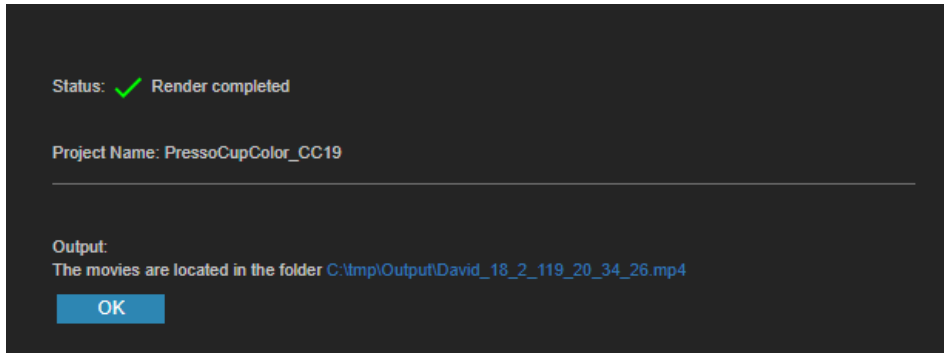 Status: Render completed
Project Name: PressoCupColor_CC19
Output:
The movies are located in the folder C:\tmp\Output\David_18_2_119_20_34_26.mp4
OK